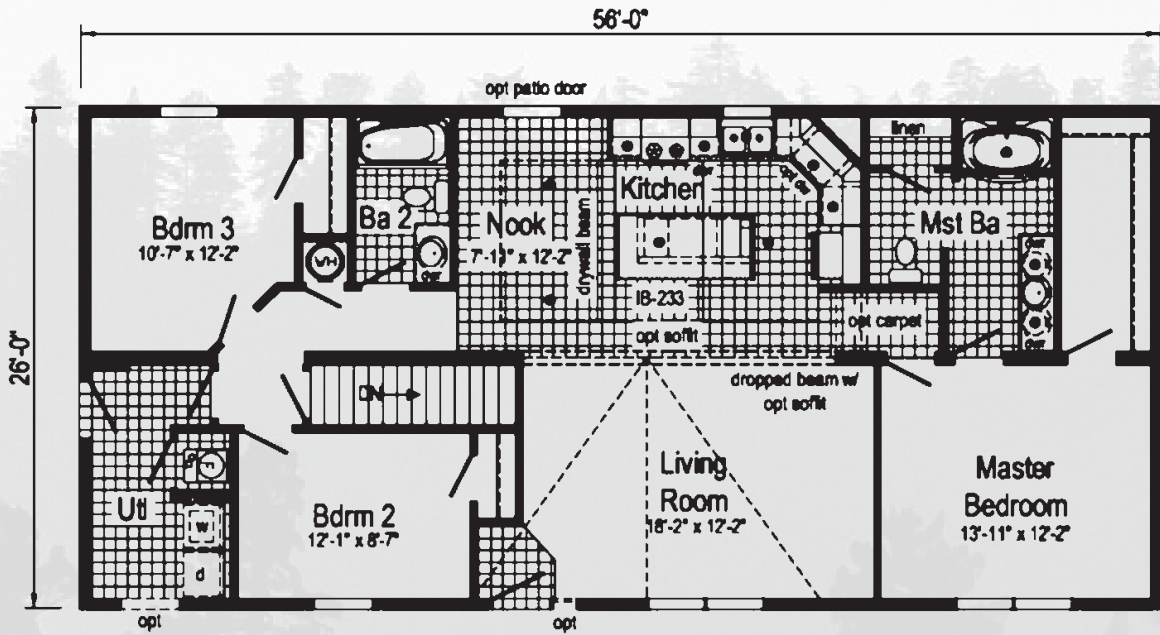 56'-0"
26'-0"
opt patio door
Bdrm 3
10'-7" x 12'-2"
Ba 2
ovr
WH
Nook
drywall beam
Kitchen
IB-233
opt soffit
linen
Mst Ba
opt carpet
DN
dropped beam w/
opt soffit
Utl
w
d
opt
Bdrm 2
12'-1" x 8'-7"
opt
Living
Room
18'-2" x 12'-2"
Master
Bedroom
13'-11" x 12'-2"